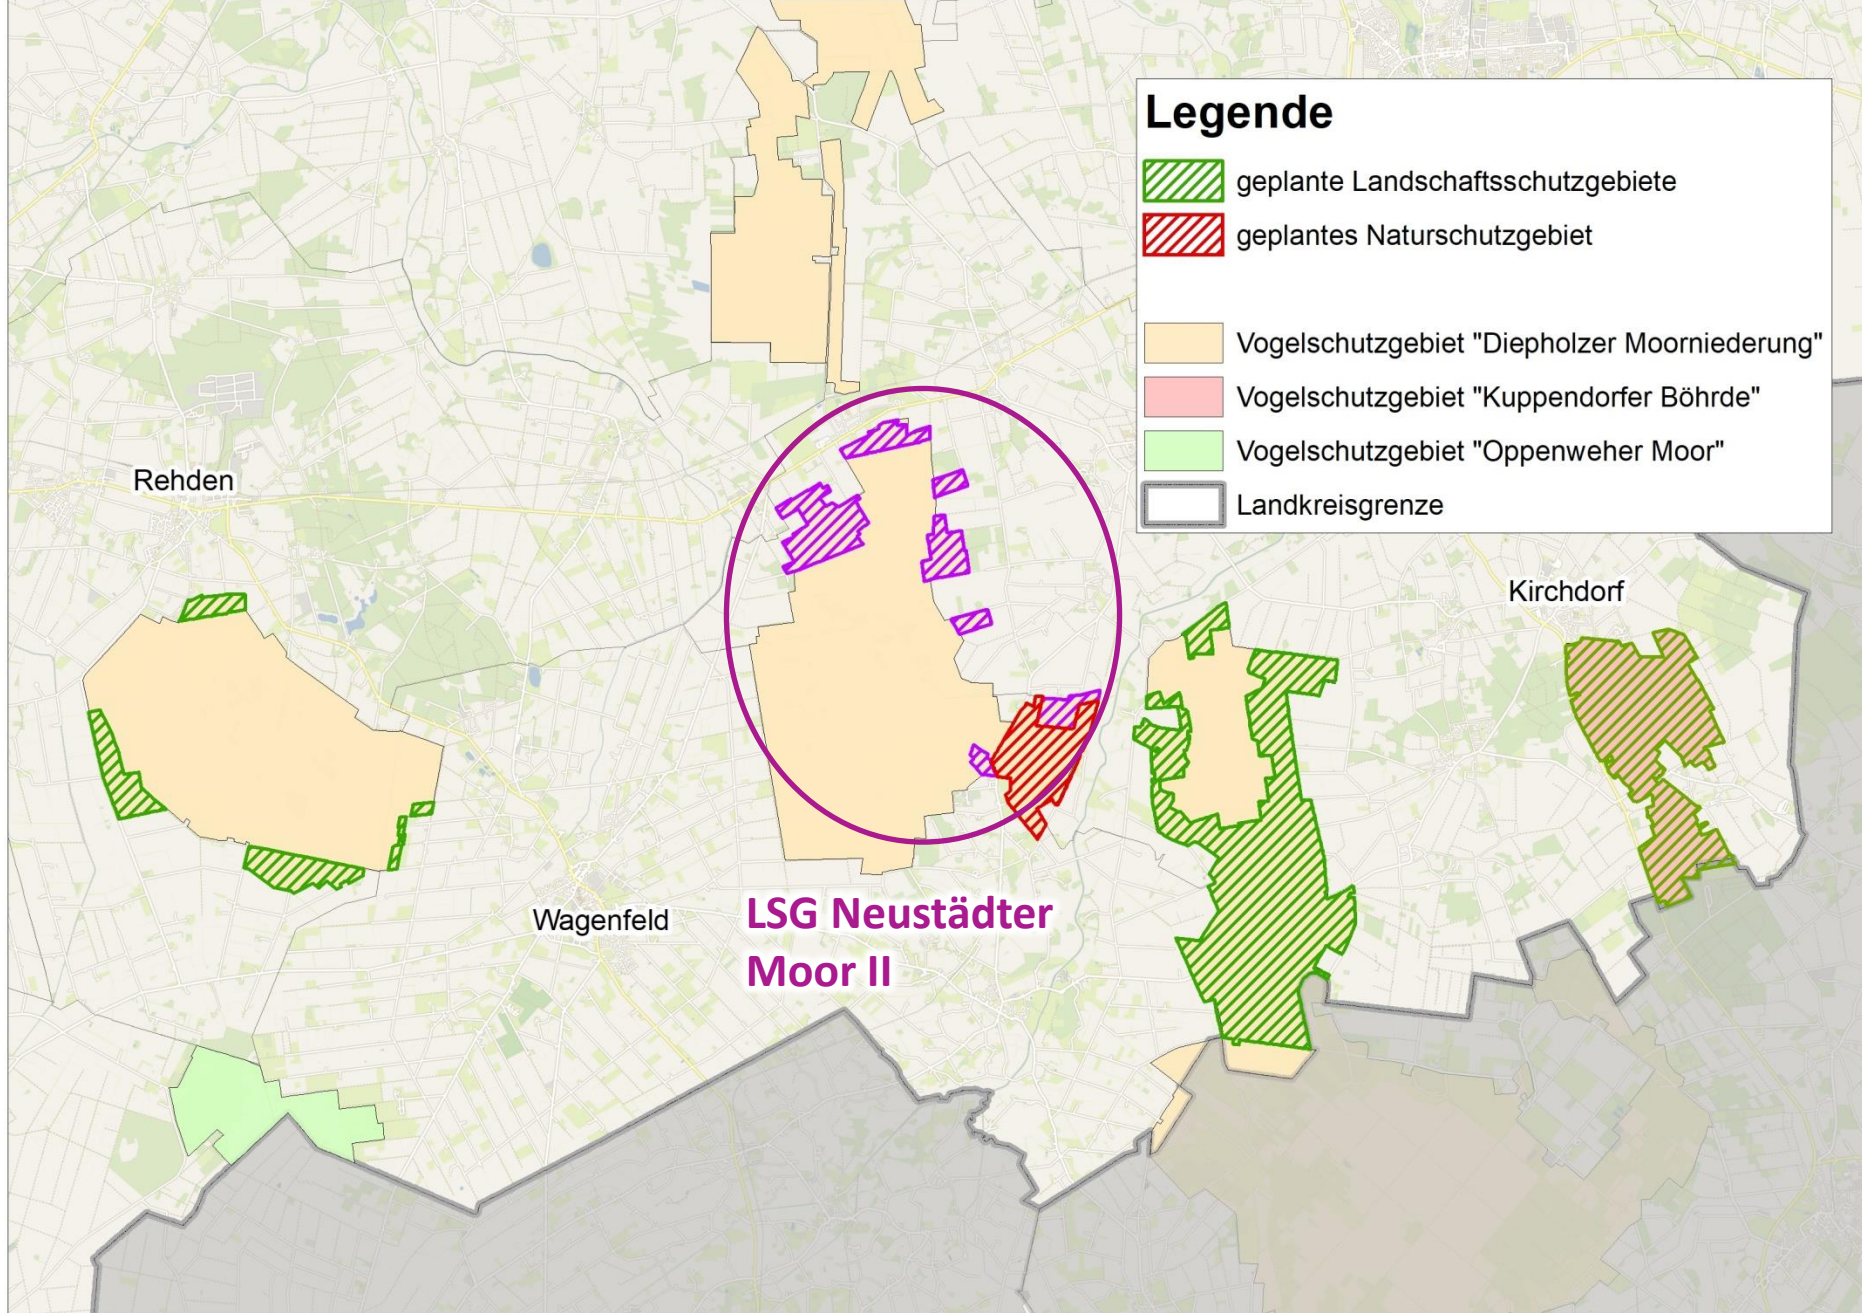 Legende
geplante Landschaftsschutzgebiete
geplantes Naturschutzgebiet
Vogelschutzgebiet "Diepholzer Moorniederung"
Vogelschutzgebiet "Kuppendorfer Böhrde"
Vogelschutzgebiet "Oppenweher Moor"
Landkreisgrenze
Rehden
Kirchdorf
Wagenfeld
LSG Neustädter
Moor II